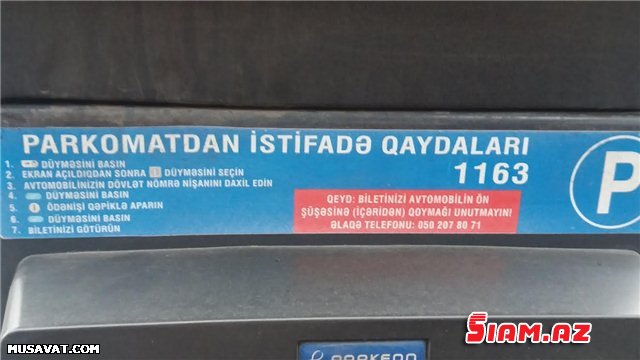 PARKOMATDAN İSTİFADƏ QAYDALARI
1163
1. DÜYMƏSİNİ BASIN
2. EKRAN AÇILDIQDAN SONRA DÜYMƏSİNİ SEÇİN
3. AVTOMOBİLİNİZİN DÖVLƏT NÖMRƏ NİŞANINI DAXİL EDİN
4. DÜYMƏSİNİ BASIN
5. ÖDƏNİŞİ QƏPİKLƏ APARIN
6. DÜYMƏSİNİ BASIN
7. BİLETİNİZİ GÖTÜRÜN
QEYD: BİLETİNİZİ AVTOMOBİLİN ÖN
ŞÜŞƏSİNƏ (İÇƏRİDƏN) QOYMAĞI UNUTMAYIN!
ƏLAQƏ TELEFONU: 050 207 80 71
P
MUSAVAT.COM
SİAM.AZ